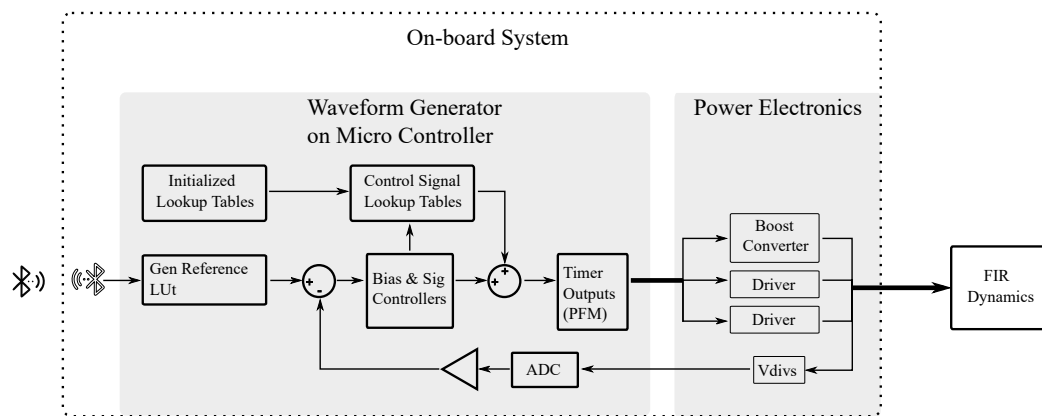 On-board System
Waveform Generator
on Micro Controller
Power Electronics
Initialized
Lookup Tables
Control Signal
Lookup Tables
Boost
Converter
Gen Reference
LUt
+
-
Bias & Sig
Controllers
+
+
Timer
Outputs
(PFM)
Driver
Driver
FIR
Dynamics
ADC
Vdivs